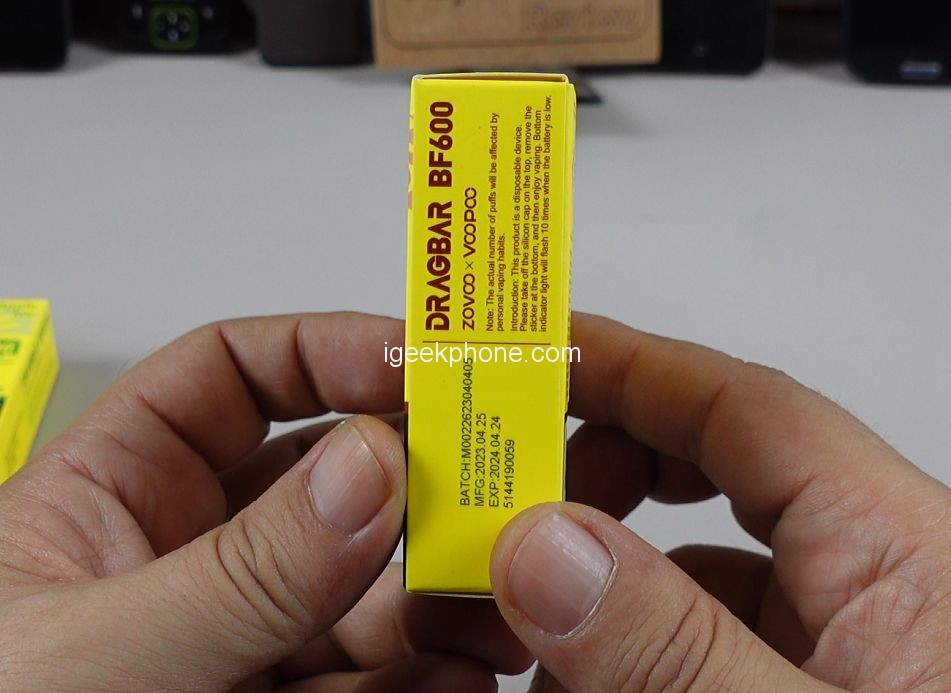 DRAGBAR BF600
ZOVOO × VOOPOO
Note: The actual number of puffs will be affected by
personal vaping habits.
Introduction: This product is a disposable device.
Please take off the silicon cap on the top, remove the
sticker at the bottom, and then enjoy vaping. Bottom
indicator light will flash 10 times when the battery is low.
BATCH:M0022623040405
MFG:2023.04.25
EXP:2024.04.24
5144190059
igeekphone.com
Review